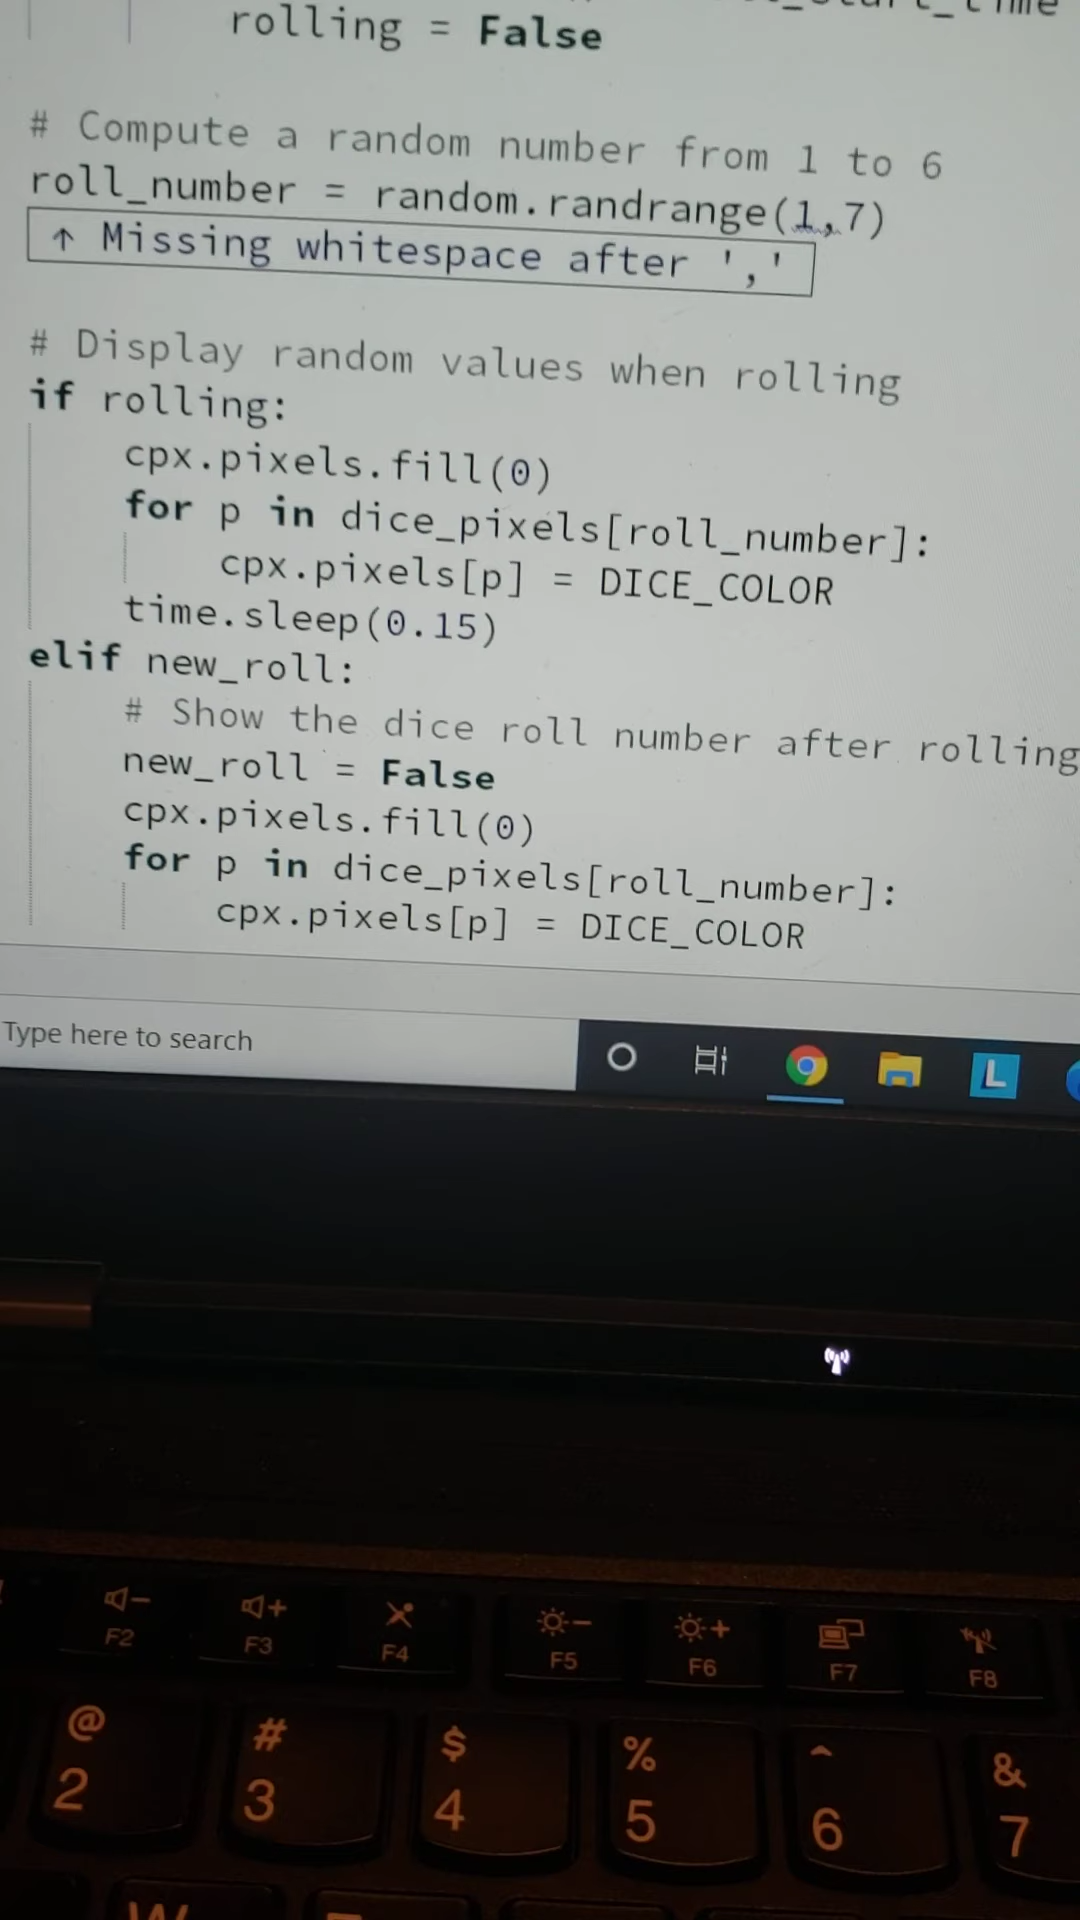 rolling = False
# Compute a random number from 1 to 6
roll_number = random.randrange(1,7)
↑ Missing whitespace after ','
# Display random values when rolling
if rolling:
cpx.pixels.fill(0)
for p in dice_pixels[roll_number]:
cpx.pixels[p] = DICE_COLOR
time.sleep(0.15)
elif new_roll:
# Show the dice roll number after rolling
new_roll = False
cpx.pixels.fill(0)
for p in dice_pixels[roll_number]:
cpx.pixels[p] = DICE_COLOR
Type here to search
L
F2 F3 F4 F5 F6 F7 F8
@ # $ % ^ &
2 3 4 5 6 7
W